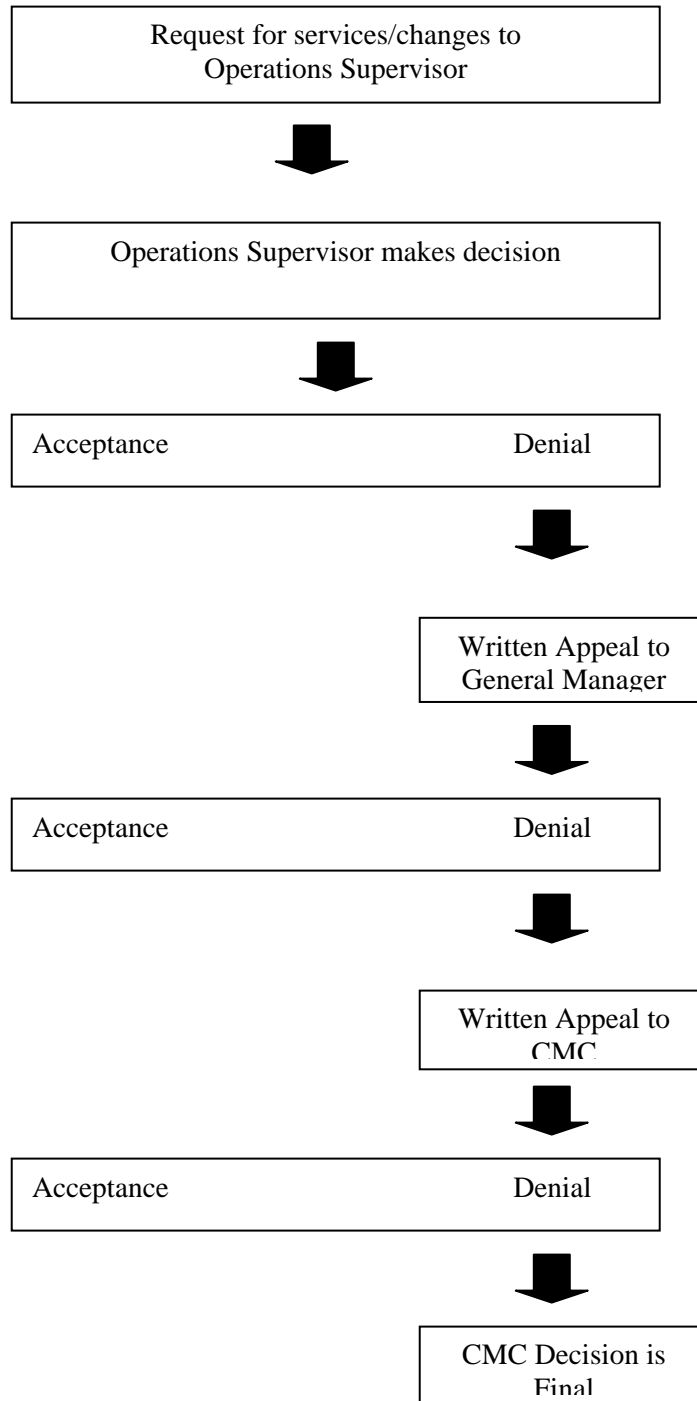 Request for services/changes to
Operations Supervisor
Operations Supervisor makes decision
Acceptance Denial
Written Appeal to
General Manager
Acceptance Denial
Written Appeal to
CMC
Acceptance Denial
CMC Decision is
Final